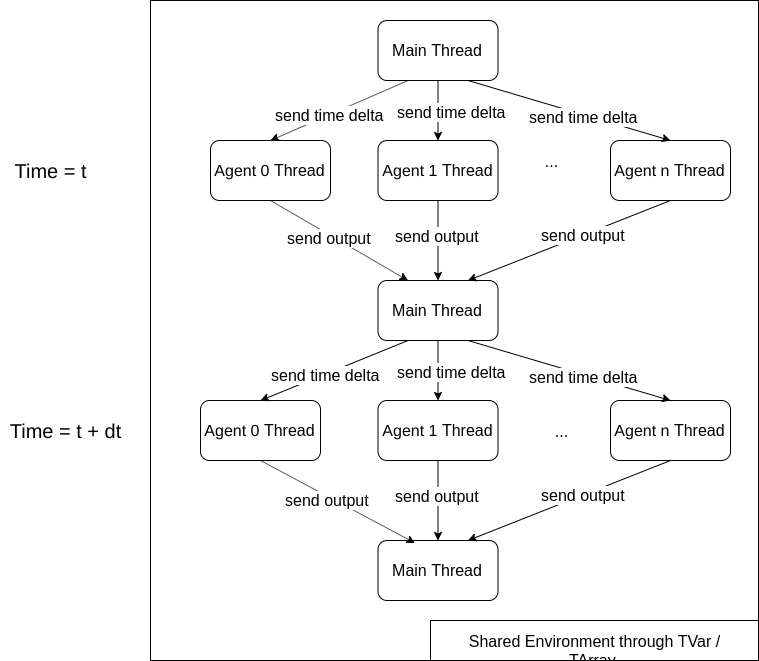 Main Thread
send time delta
send time delta
send time delta
Time = t
Agent 0 Thread
Agent 1 Thread
...
Agent n Thread
send output
send output
send output
Main Thread
send time delta
send time delta
send time delta
Time = t + dt
Agent 0 Thread
Agent 1 Thread
...
Agent n Thread
send output
send output
send output
Main Thread
Shared Environment through TVar /
TArray